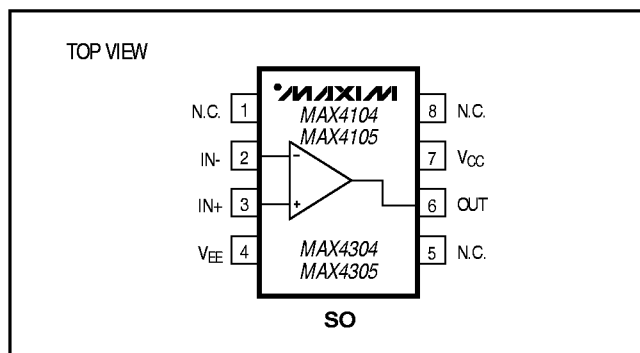 TOP VIEW
MAXIM
N.C. 1
MAX4104
8 N.C.
MAX4105
IN- 2
-
7 VCC
IN+ 3
+
6 OUT
VEE 4
MAX4304
5 N.C.
MAX4305
SO